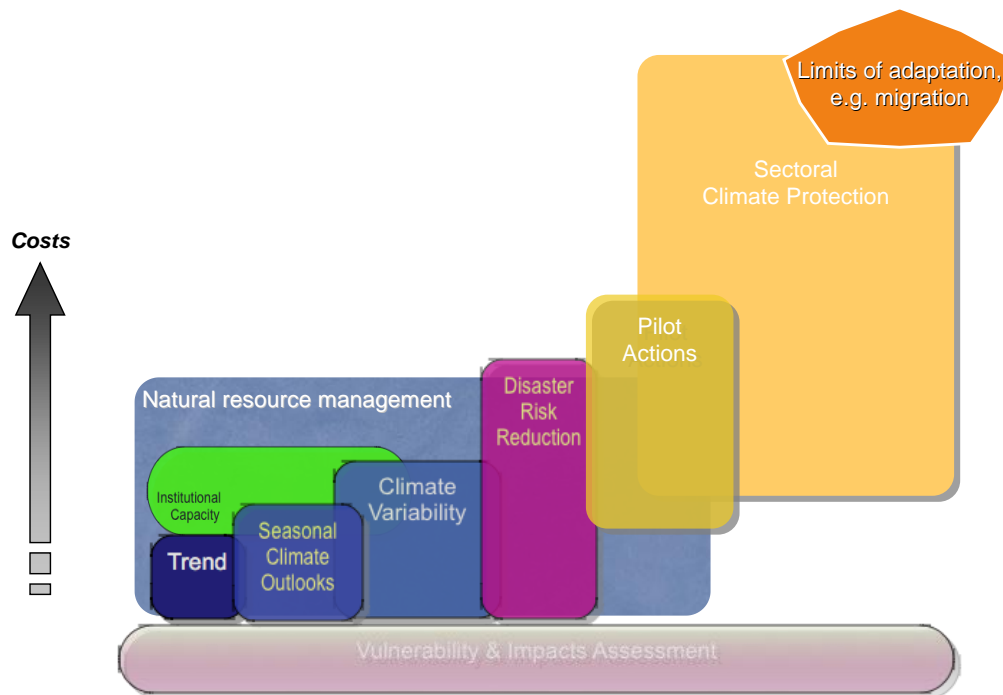 Limits of adaptation,
e.g. migration
Sectoral
Climate Protection
Costs
Pilot
Actions
Natural resource management
Disaster
Risk
Reduction
Climate
Variability
Institutional
Capacity
Seasonal
Climate
Outlooks
Trend
Vulnerability & Impacts Assessment